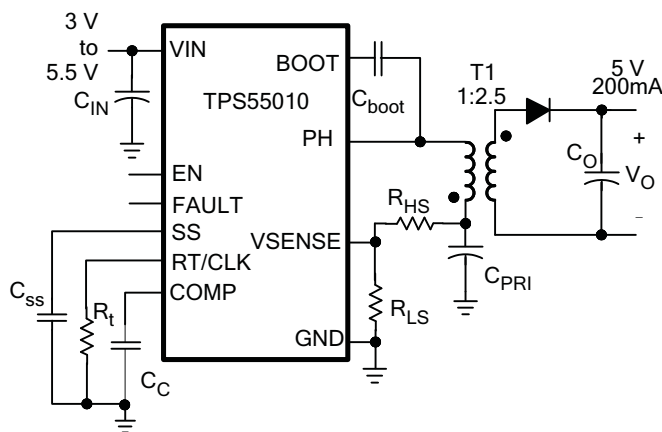 3 V
to
5.5 V
VIN
BOOT
TPS55010
C_IN
C_boot
T1
1:2.5
5 V
200mA
PH
+
C_O
V_O
-
EN
FAULT
R_HS
SS
VSENSE
RT/CLK
C_PRI
COMP
C_ss
R_t
R_LS
GND
C_C